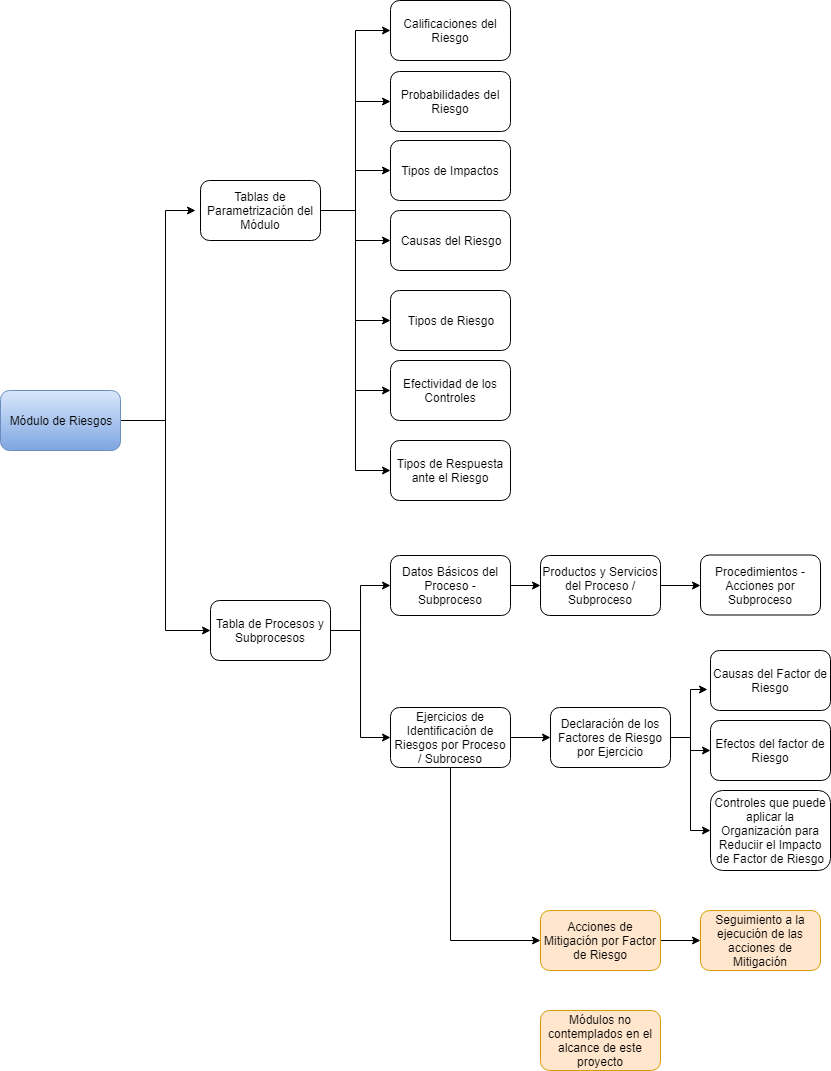 Calificaciones del
Riesgo
Probabilidades del
Riesgo
Tipos de Impactos
Tablas de
Parametrización del
Módulo
Causas del Riesgo
Tipos de Riesgo
Efectividad de los
Controles
Módulo de Riesgos
Tipos de Respuesta
ante el Riesgo
Datos Básicos del
Proceso -
Subproceso
Productos y Servicios
del Proceso /
Subproceso
Procedimientos -
Acciones por
Subproceso
Tabla de Procesos y
Subprocesos
Causas del Factor de
Riesgo
Ejercicios de
Identificación de
Riesgos por Proceso
/ Subroceso
Declaración de los
Factores de Riesgo
por Ejercicio
Efectos del factor de
Riesgo
Controles que puede
aplicar la
Organización para
Reduciir el Impacto
de Factor de Riesgo
Acciones de
Mitigación por Factor
de Riesgo
Seguimiento a la
ejecución de las
acciones de
Mitigación
Módulos no
contemplados en el
alcance de este
proyecto